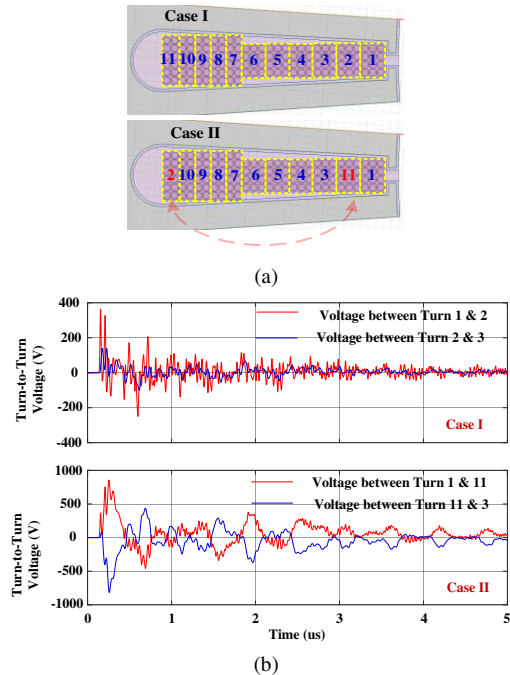 Case I
11 10 9 8 7 6 5 4 3 2 1
Case II
2 10 9 8 7 6 5 4 3 11 1
(a)
400
200
0
-200
-400
Turn-to-Turn
Voltage (V)
Voltage between Turn 1 & 2
Voltage between Turn 2 & 3
Case I
1000
500
0
-500
-1000
Turn-to-Turn
Voltage (V)
Voltage between Turn 1 & 11
Voltage between Turn 11 & 3
Case II
0 1 2 3 4 5
Time (us)
(b)